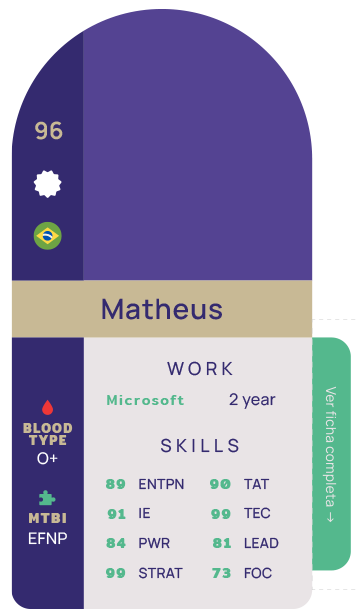 96
Matheus
WORK
Microsoft 2 year
SKILLS
89 ENTPN 90 TAT
91 IE 99 TEC
84 PWR 81 LEAD
99 STRAT 73 FOC
BLOOD
TYPE
O+
MTBI
EFNP
Ver ficha completa →